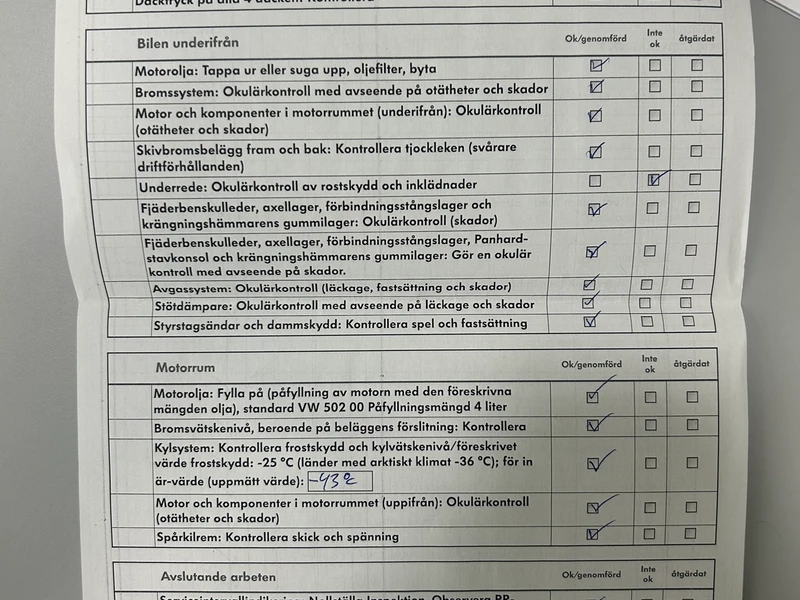 Däcktryck på alla 4 däcken: Kontrollera
Bilen underifrån
Ok/genomförd
Inte
ok
åtgärdat
Motorolja: Tappa ur eller suga upp, oljefilter, byta
Bromssystem: Okulärkontroll med avseende på otätheter och skador
Motor och komponenter i motorrummet (underifrån): Okulärkontroll
(otätheter och skador)
Skivbromsbelägg fram och bak: Kontrollera tjockleken (svårare
driftförhållanden)
Underrede: Okulärkontroll av rostskydd och inklädnader
Fjäderbenskulleder, axellager, förbindningsstångslager och
krängningshämmarens gummilager: Okulärkontroll (skador)
Fjäderbenskulleder, axellager, förbindningsstångslager, Panhard-
stavkonsol och krängningshämmarens gummilager: Gör en okulär
kontroll med avseende på skador.
Avgassystem: Okulärkontroll (läckage, fastsättning och skador)
Stötdämpare: Okulärkontroll med avseende på läckage och skador
Styrstagsändar och dammskydd: Kontrollera spel och fastsättning
Motorrum
Ok/genomförd
Inte
ok
åtgärdat
Motorolja: Fylla på (påfyllning av motorn med den föreskrivna
mängden olja), standard VW 502 00 Påfyllningsmängd 4 liter
Bromsvätskenivå, beroende på beläggens förslitning: Kontrollera
Kylsystem: Kontrollera frostskydd och kylvätskenivå/föreskrivet
värde frostskydd: -25 °C (länder med arktiskt klimat -36 °C); för in
är-värde (uppmätt värde): -43°C
Motor och komponenter i motorrummet (uppifrån): Okulärkontroll
(otätheter och skador)
Spårkilrem: Kontrollera skick och spänning
Avslutande arbeten
Ok/genomförd
Inte
ok
åtgärdat